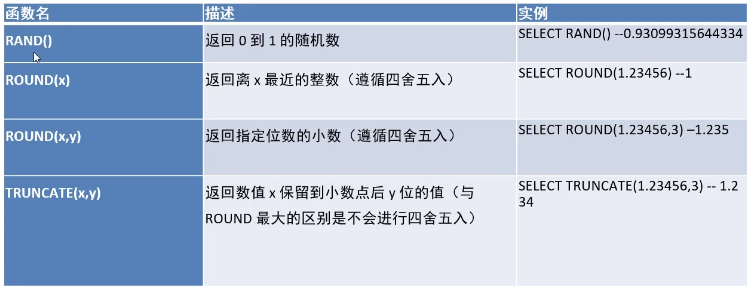 函数名 描述 实例
RAND() 返回 0 到 1 的随机数 SELECT RAND() --0.93099315644334
ROUND(x) 返回离 x 最近的整数（遵循四舍五入） SELECT ROUND(1.23456) --1
ROUND(x,y) 返回指定位数的小数（遵循四舍五入） SELECT ROUND(1.23456,3) –1.235
TRUNCATE(x,y) 返回数值 x 保留到小数点后 y 位的值（与 SELECT TRUNCATE(1.23456,3) -- 1.2
ROUND 最大的区别是不会进行四舍五入） 34